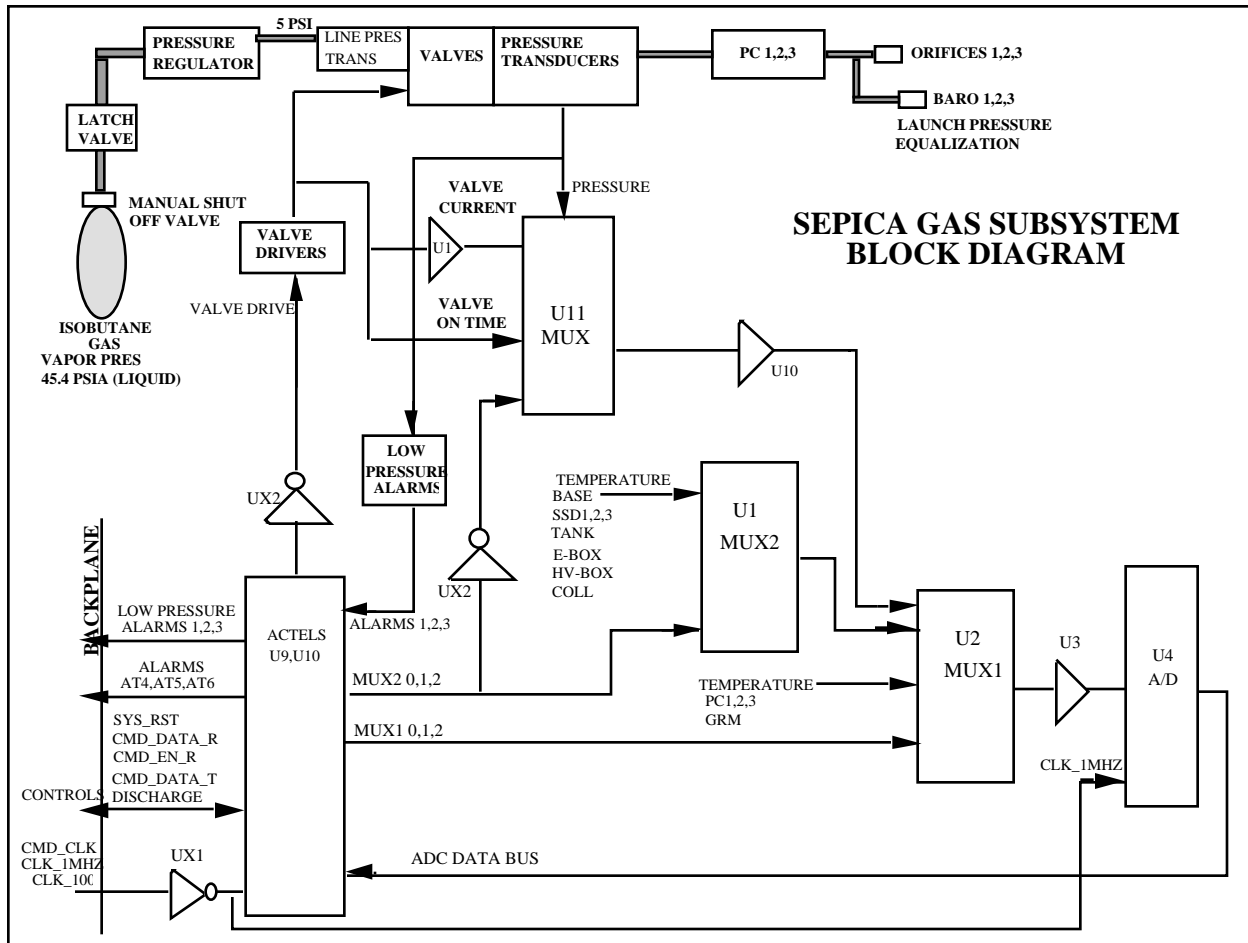 5 PSI
PRESSURE
REGULATOR
LINE PRES
TRANS
VALVES
PRESSURE
TRANSDUCERS
PC 1,2,3
ORIFICES 1,2,3
BARO 1,2,3
LAUNCH PRESSURE
EQUALIZATION
LATCH
VALVE
MANUAL SHUT
OFF VALVE
ISOBUTANE
GAS
VAPOR PRES
45.4 PSIA (LIQUID)
VALVE
DRIVERS
VALVE DRIVE
VALVE
CURRENT
U1
VALVE
ON TIME
PRESSURE
U11
MUX
SEPICA GAS SUBSYSTEM
BLOCK DIAGRAM
U10
LOW
PRESSURE
ALARMS
UX2
UX2
TEMPERATURE
BASE
SSD1,2,3
TANK
E-BOX
HV-BOX
COLL
U1
MUX2
BACKPLANE
LOW PRESSURE
ALARMS 1,2,3
ALARMS
AT4,AT5,AT6
SYS_RST
CMD_DATA_R
CMD_EN_R
CMD_DATA_T
DISCHARGE
CONTROLS
CMD_CLK
CLK_1MHZ
CLK_100
UX1
ACTELS
U9,U10
ALARMS 1,2,3
MUX2 0,1,2
MUX1 0,1,2
TEMPERATURE
PC1,2,3
GRM
U2
MUX1
U3
U4
A/D
CLK_1MHZ
ADC DATA BUS